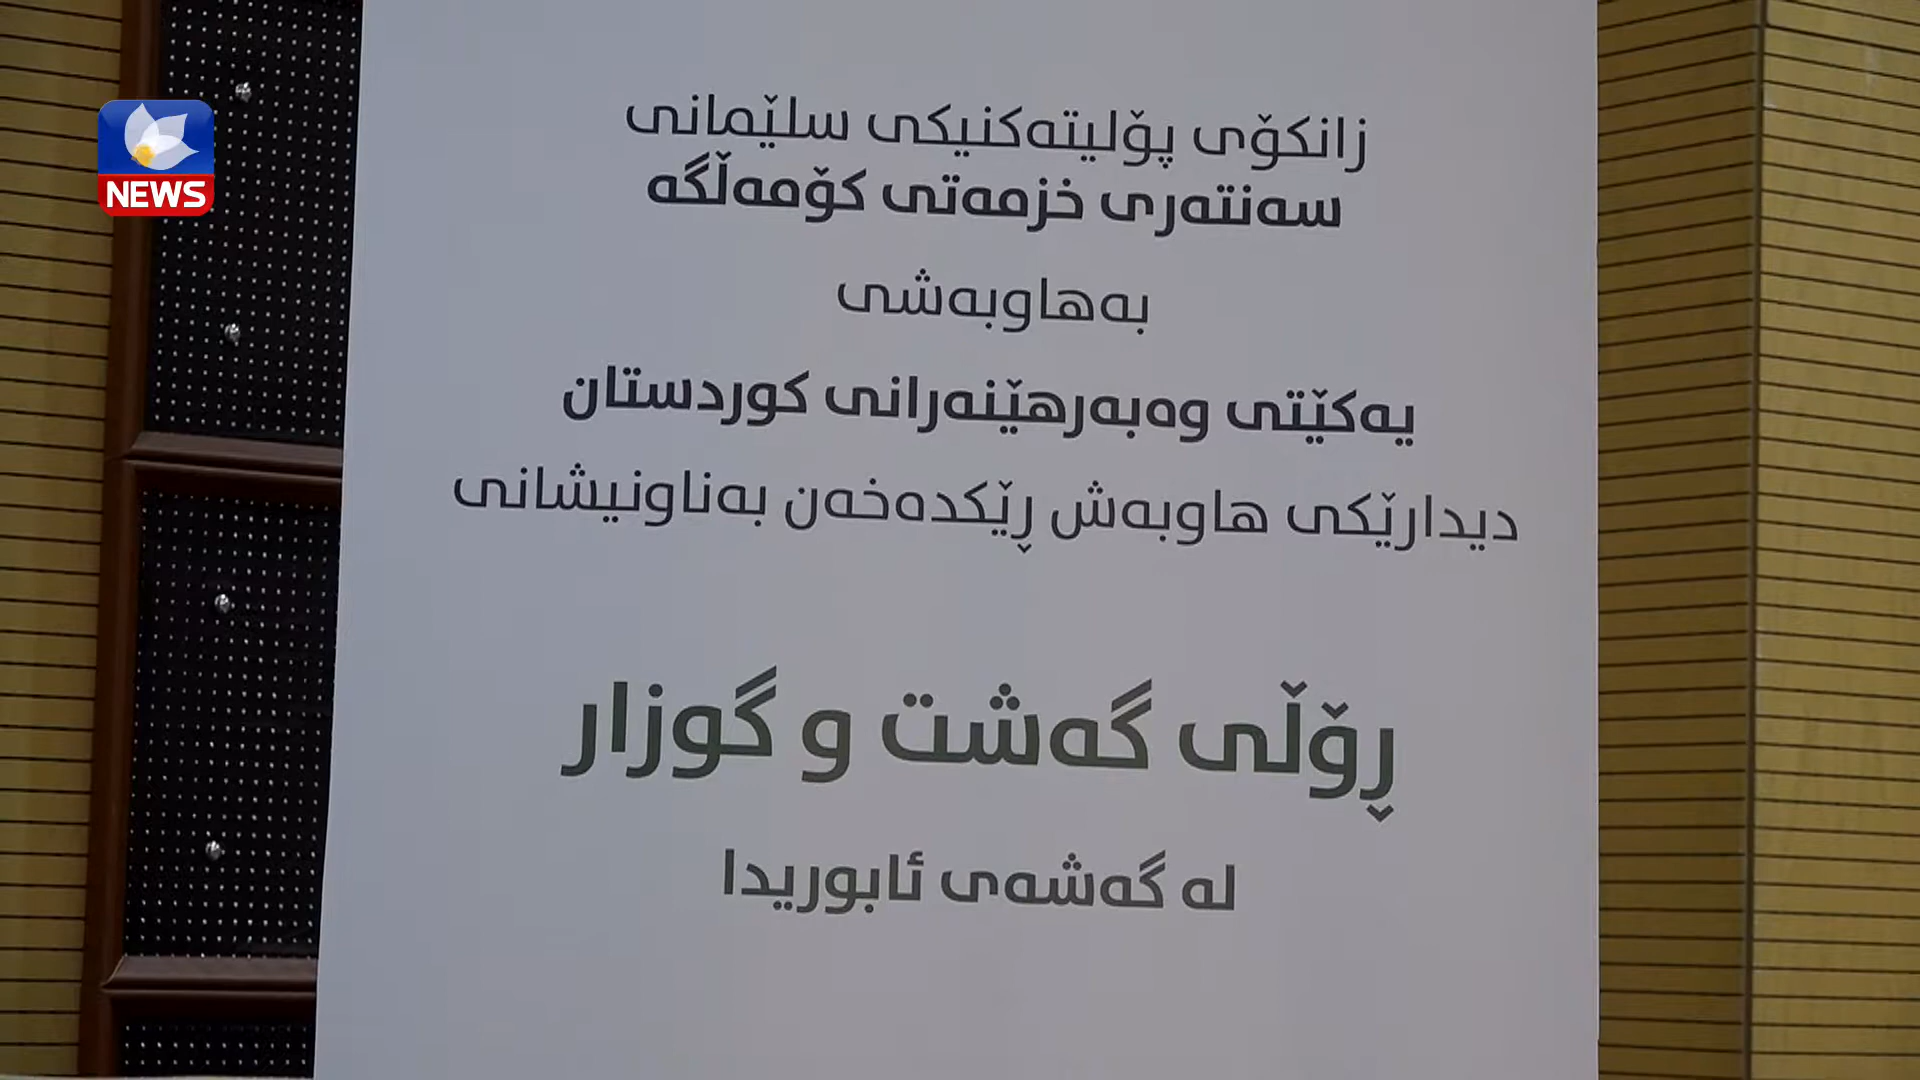 NEWS
زانکۆی پۆلیتەکنیکی سلێمانی
سەنتەری خزمەتی کۆمەڵگە
بەهاوبەشی
یەکێتی وەبەرهێنەرانی کوردستان
دیدارێکی هاوبەش ڕێکدەخەن بەناونیشانی
ڕۆڵی گەشت و گوزار
لە گەشەی ئابوریدا